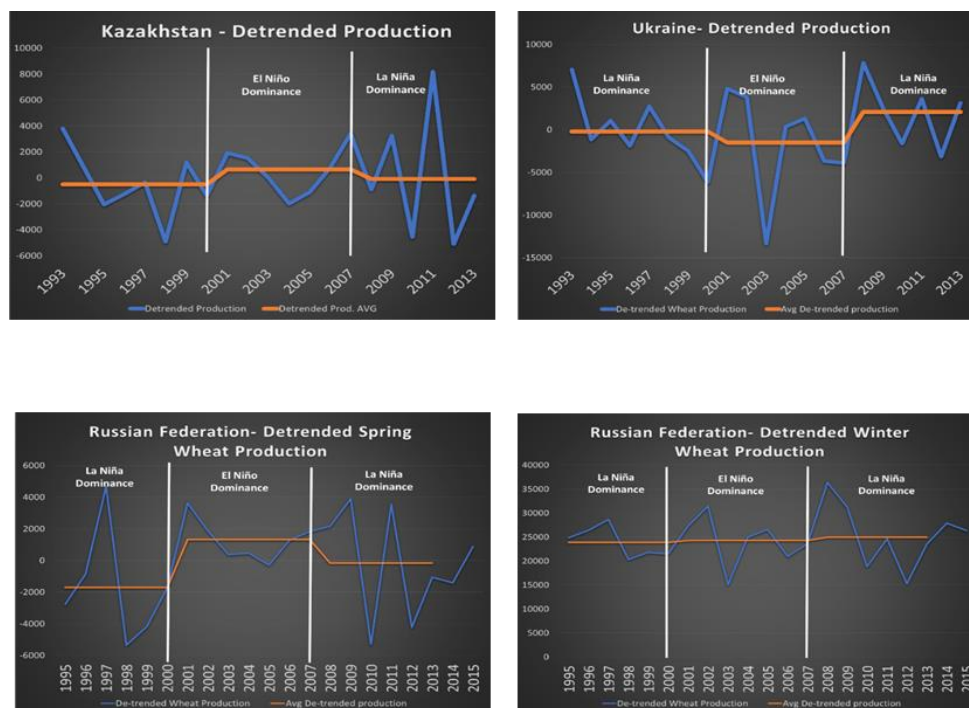 Kazakhstan - Detrended Production
10000
8000
6000
4000
2000
0
-2000
-4000
-6000
El Niño
Dominance
La Niña
Dominance
1993
1995
1997
1999
2001
2003
2005
2007
2009
2011
2013
Detrended Production
Detrended Prod. AVG
Ukraine- Detrended Production
10000
5000
0
-5000
-10000
-15000
La Niña
Dominance
El Niño
Dominance
La Niña
Dominance
1993
1995
1997
1999
2001
2003
2005
2007
2009
2011
2013
De-trended Wheat Production
Avg De-trended production
Russian Federation- Detrended Spring
Wheat Production
6000
4000
2000
0
-2000
-4000
-6000
La Niña
Dominance
El Niño
Dominance
La Niña
Dominance
1995
1996
1997
1998
1999
2000
2001
2002
2003
2004
2005
2006
2007
2008
2009
2010
2011
2012
2013
2014
2015
De-trended Wheat Production
Avg De-trended production
Russian Federation- Detrended Winter
Wheat Production
40000
35000
30000
25000
20000
15000
10000
5000
0
La Niña
Dominance
El Niño
Dominance
La Niña
Dominance
1995
1996
1997
1998
1999
2000
2001
2002
2003
2004
2005
2006
2007
2008
2009
2010
2011
2012
2013
2014
2015
De-trended Wheat Production
Avg De-trended production